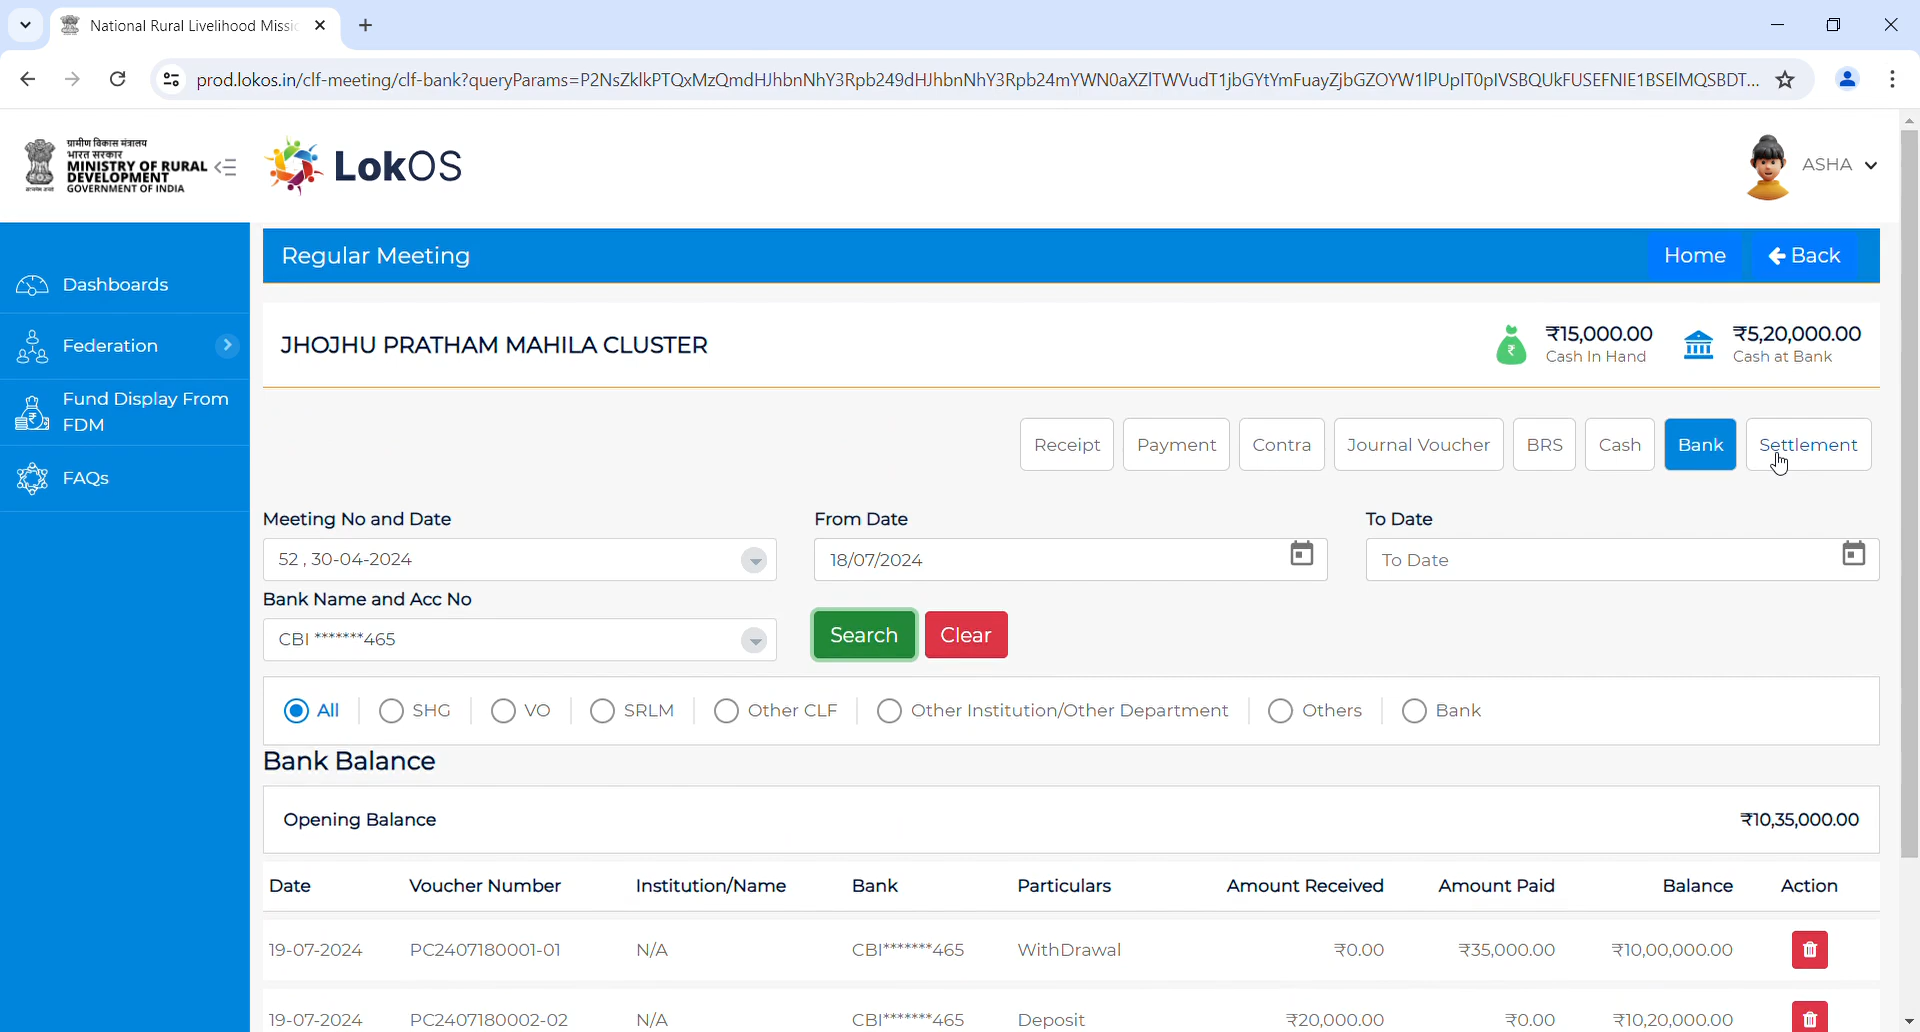 National Rural Livelihood Missi
prod.lokos.in/clf-meeting/clf-bank?queryParams=P2NsZklkPTQxMzQmdHJhbnNhY3Rpb249dHJhbnNhY3Rpb24mYWN0aXZlTWVudT1jbGYtYmFuayZjbGZOYW1lPUpIT0pIVSBQUkFUSEFNIE1BSElMQSBDT...
ग्रामीण विकास मंत्रालय
भारत सरकार
MINISTRY OF RURAL
DEVELOPMENT
GOVERNMENT OF INDIA
LokOS
ASHA
Dashboards
Federation
Fund Display From
FDM
FAQs
Regular Meeting Home Back
JHOJHU PRATHAM MAHILA CLUSTER ₹15,000.00 ₹5,20,000.00
Cash In Hand Cash at Bank
Receipt Payment Contra Journal Voucher BRS Cash Bank Settlement
Meeting No and Date From Date To Date
52 , 30-04-2024 18/07/2024 To Date
Bank Name and Acc No
CBI *******465 Search Clear
All SHG VO SRLM Other CLF Other Institution/Other Department Others Bank
Bank Balance
Opening Balance ₹10,35,000.00
Date Voucher Number Institution/Name Bank Particulars Amount Received Amount Paid Balance Action
19-07-2024 PC2407180001-01 N/A CBI*******465 WithDrawal ₹0.00 ₹35,000.00 ₹10,00,000.00
19-07-2024 PC2407180002-02 N/A CBI*******465 Deposit ₹20,000.00 ₹0.00 ₹10,20,000.00